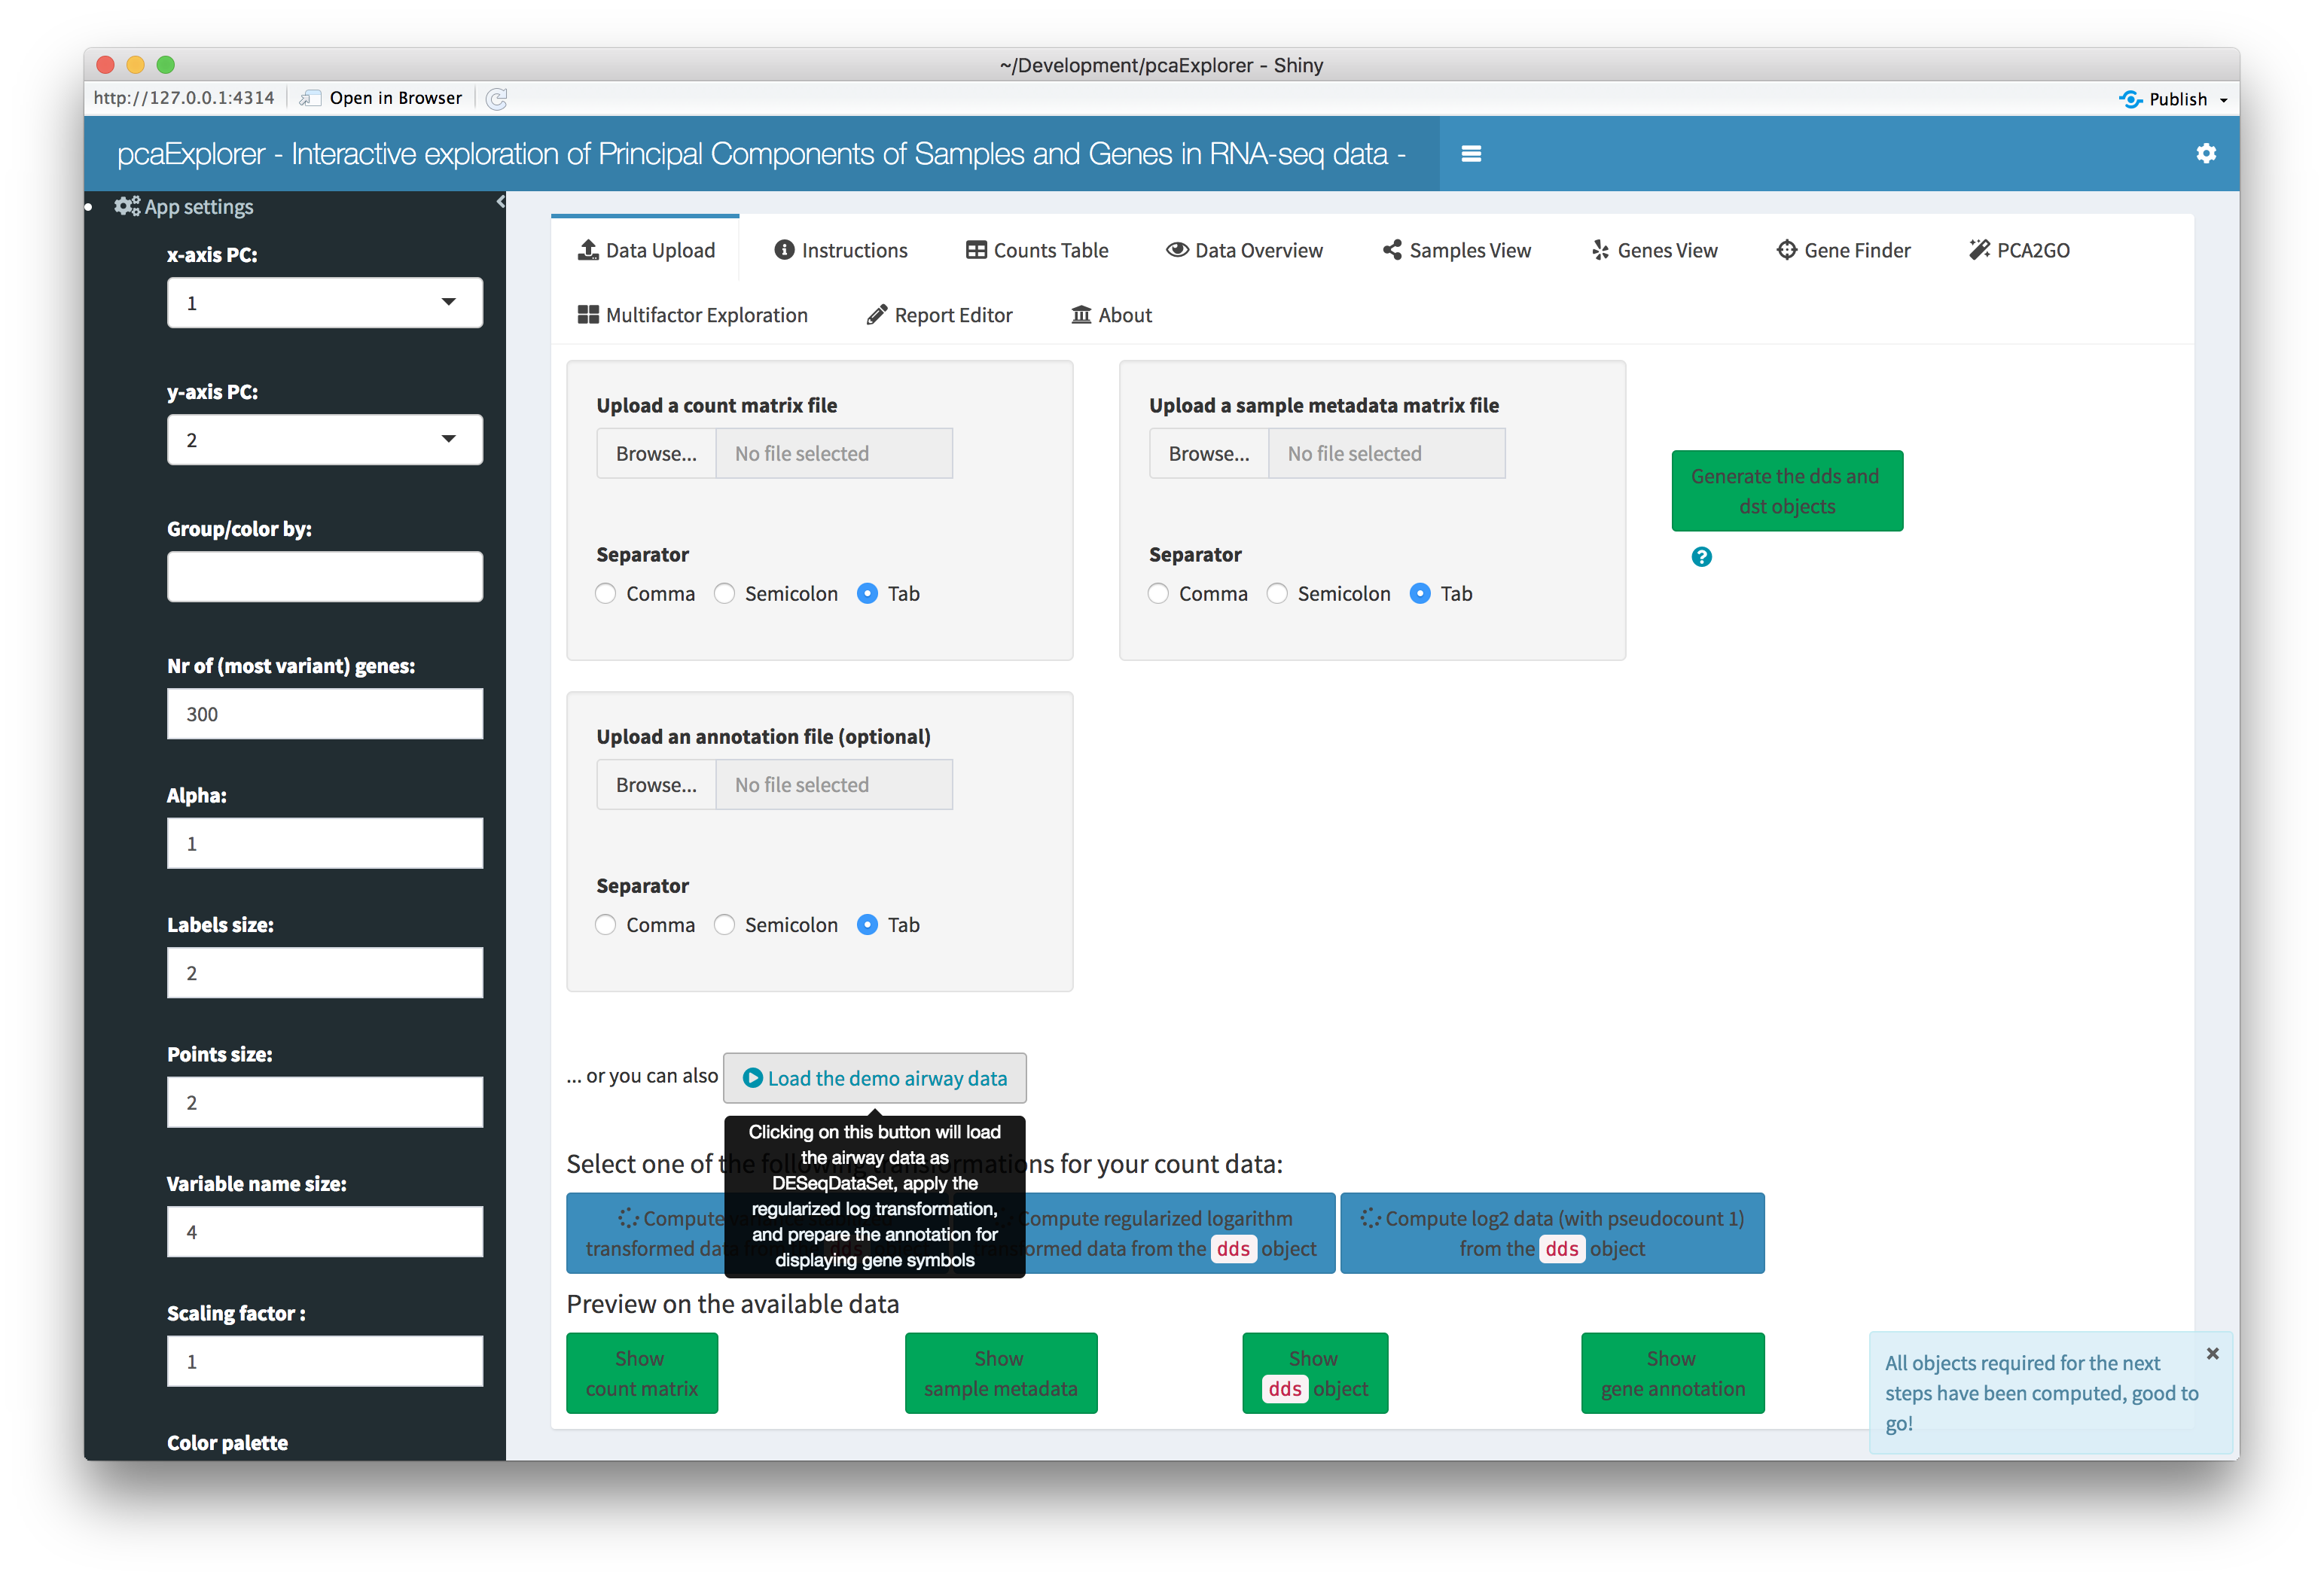 ~/Development/pcaExplorer - Shiny
http://127.0.0.1:4314 Open in Browser Publish
pcaExplorer - Interactive exploration of Principal Components of Samples and Genes in RNA-seq data -
App settings
x-axis PC:
1
y-axis PC:
2
Group/color by:
Nr of (most variant) genes:
300
Alpha:
1
Labels size:
2
Points size:
2
Variable name size:
4
Scaling factor :
1
Color palette
Data Upload Instructions Counts Table Data Overview Samples View Genes View Gene Finder PCA2GO
Multifactor Exploration Report Editor About
Upload a count matrix file
Browse... No file selected
Separator
Comma Semicolon Tab
Upload a sample metadata matrix file
Browse... No file selected
Separator
Comma Semicolon Tab
Generate the dds and
dst objects
?
Upload an annotation file (optional)
Browse... No file selected
Separator
Comma Semicolon Tab
... or you can also Load the demo airway data
Clicking on this button will load
the airway data as
DESeqDataSet, apply the
regularized log transformation,
and prepare the annotation for
displaying gene symbols
Select one of the following transformations for your count data:
Compute
transformed data from the dds
Compute regularized logarithm
transformed data from the dds object
Compute log2 data (with pseudocount 1)
from the dds object
Preview on the available data
Show
count matrix
Show
sample metadata
Show
dds object
Show
gene annotation
All objects required for the next
steps have been computed, good to
go!